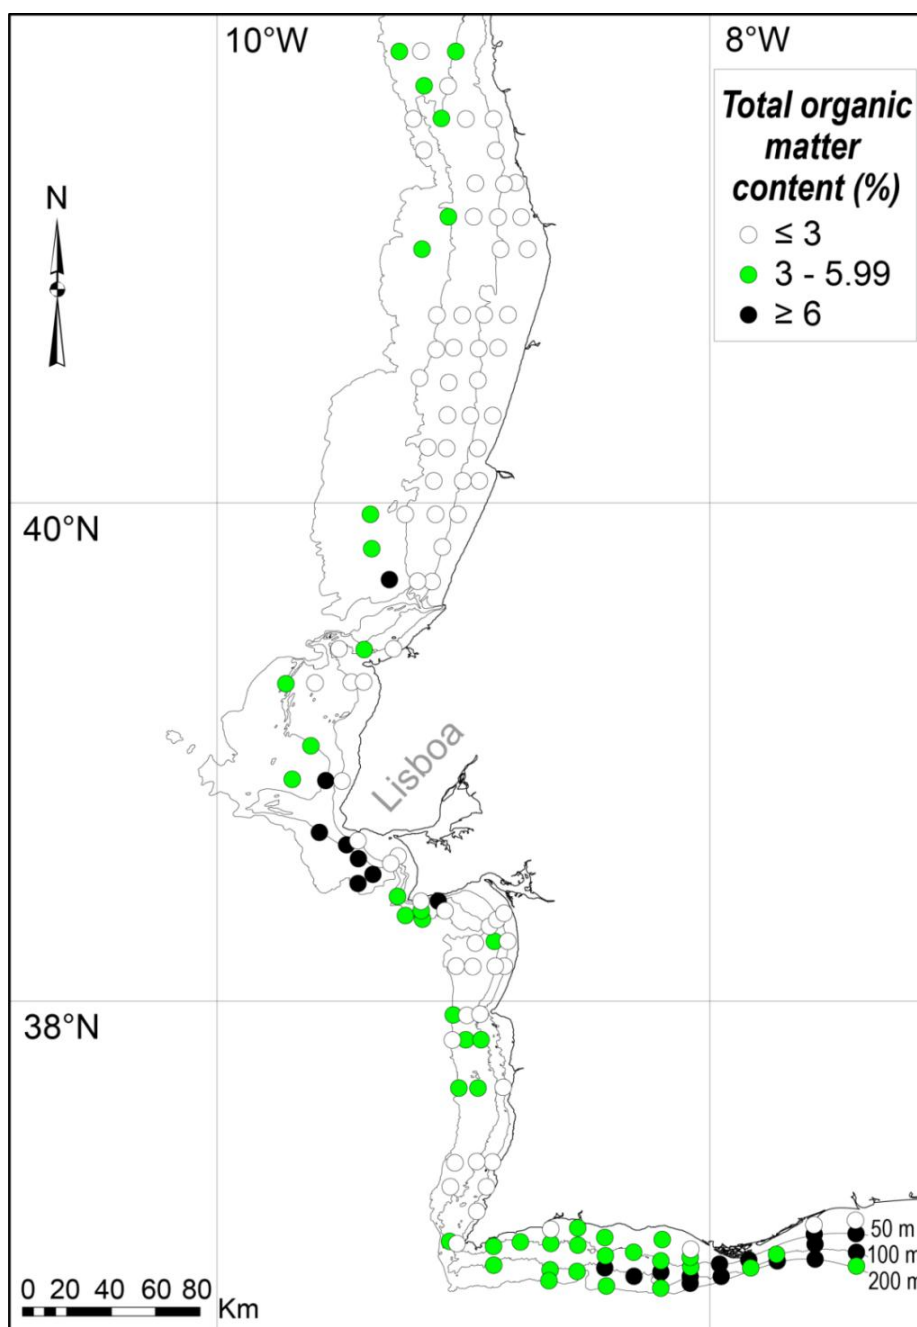 10°W
8°W
Total organic
matter
content (%)
≤ 3
3 - 5.99
≥ 6
N
40°N
Lisboa
38°N
50 m
100 m
200 m
0 20 40 60 80
Km